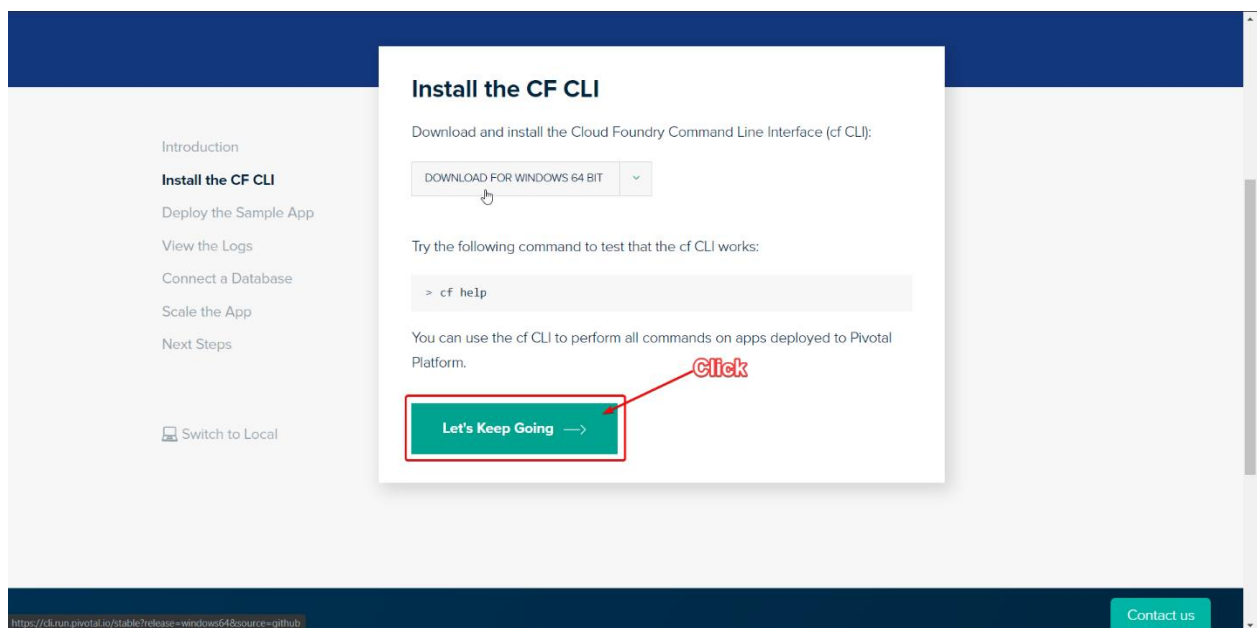 Install the CF CLI
Download and install the Cloud Foundry Command Line Interface (cf CLI):
Introduction
Install the CF CLI
DOWNLOAD FOR WINDOWS 64 BIT
Deploy the Sample App
View the Logs
Try the following command to test that the cf CLI works:
Connect a Database
> cf help
Scale the App
You can use the cf CLI to perform all commands on apps deployed to Pivotal
Next Steps
Platform.
Click
Let's Keep Going
Switch to Local
Contact us
https://cli.run.pivotal.io/stable?release=windows64&source=github